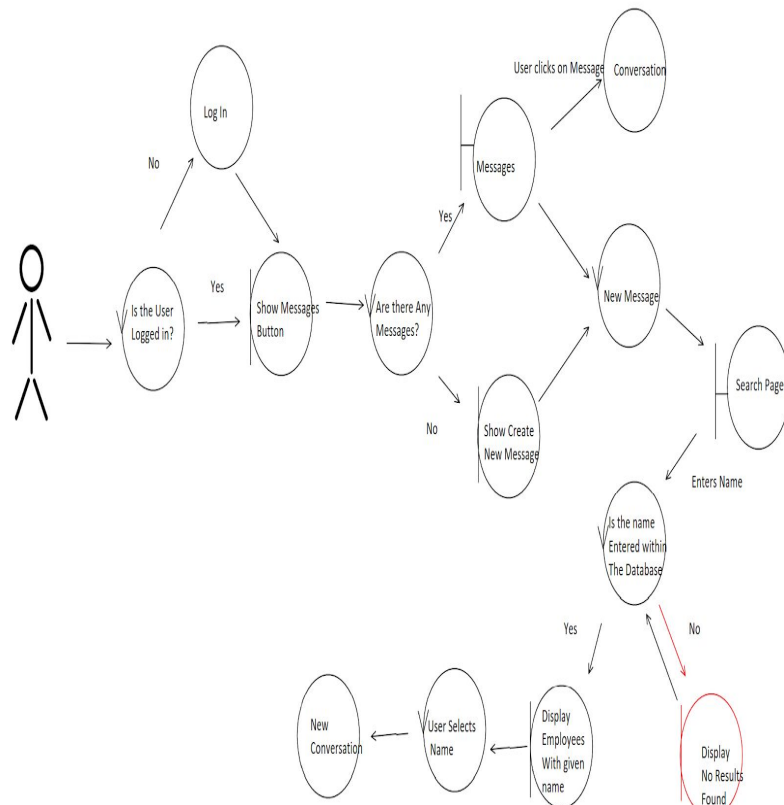 User clicks on Message
Conversation
Log In
No
Messages
Yes
Is the User
Logged in?
Yes
Show Messages
Button
Are there Any
Messages?
New Message
No
Show Create
New Message
Search Page
Enters Name
Is the name
Entered within
The Database
Yes
No
New
Conversation
User Selects
Name
Display
Employees
With given
name
Display
No Results
Found